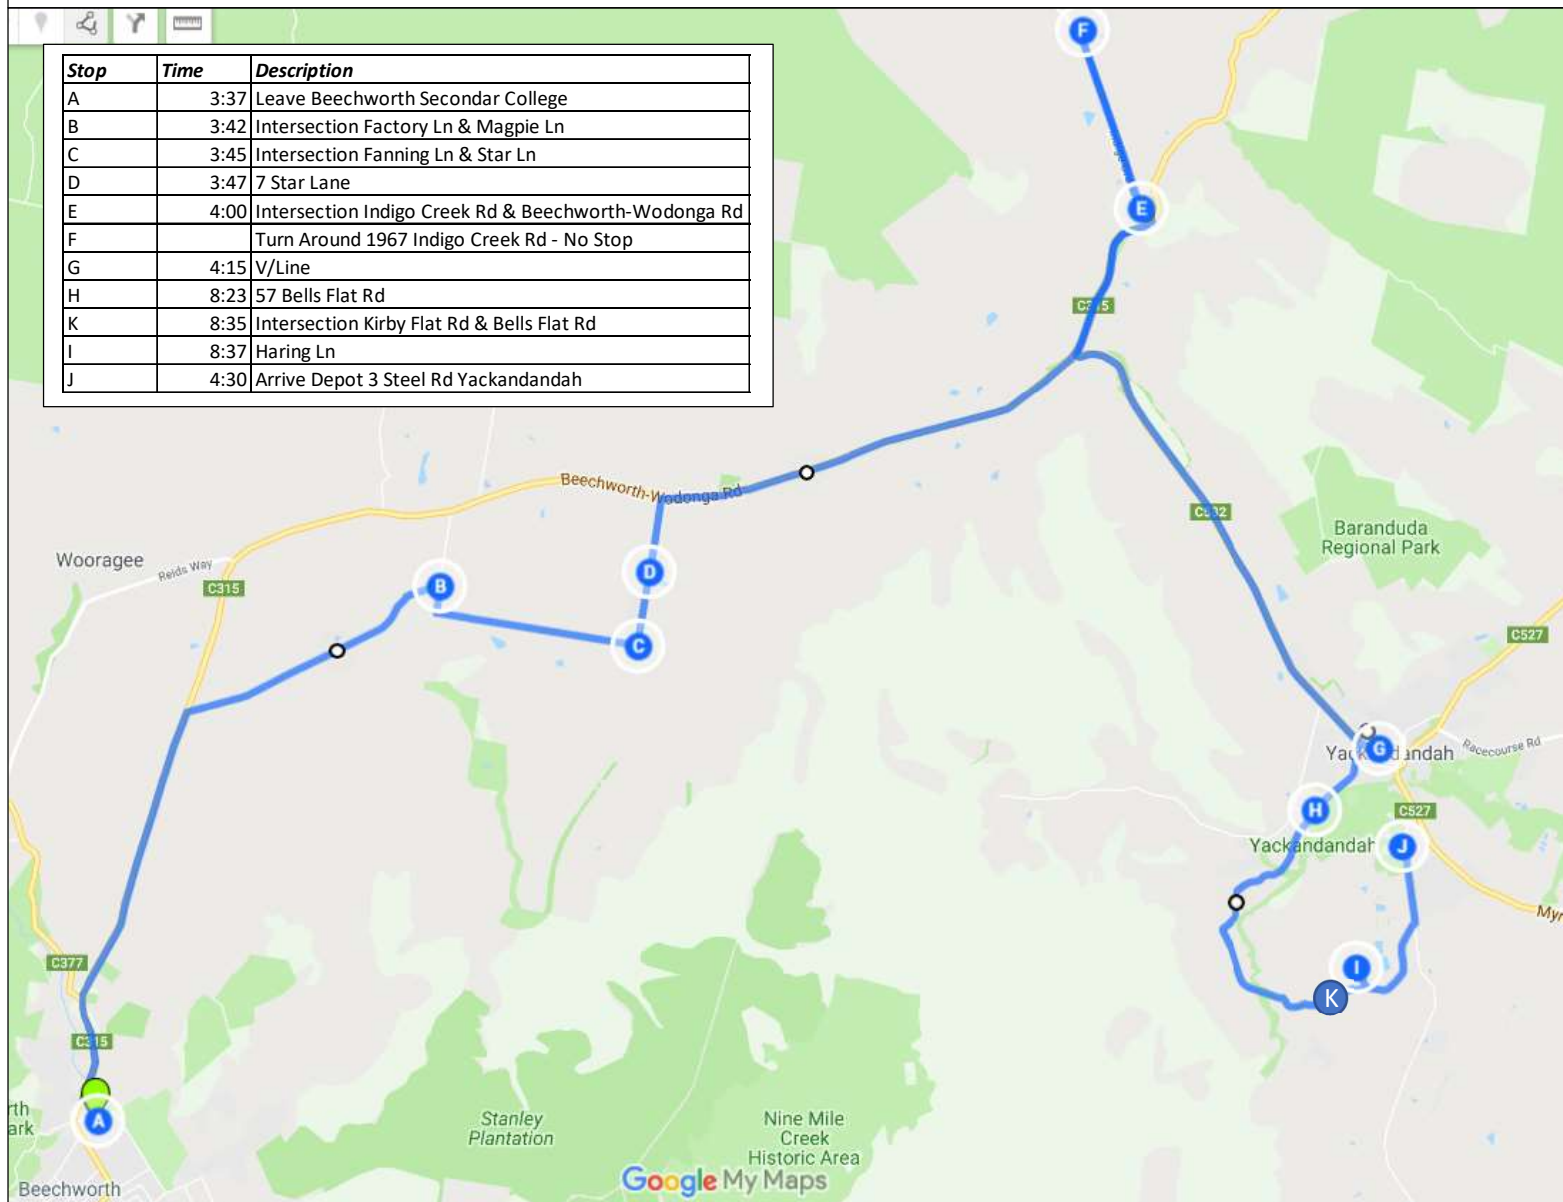 Stop Time Description
A 3:37 Leave Beechworth Secondar College
B 3:42 Intersection Factory Ln & Magpie Ln
C 3:45 Intersection Fanning Ln & Star Ln
D 3:47 7 Star Lane
E 4:00 Intersection Indigo Creek Rd & Beechworth-Wodonga Rd
F Turn Around 1967 Indigo Creek Rd - No Stop
G 4:15 V/Line
H 8:23 57 Bells Flat Rd
K 8:35 Intersection Kirby Flat Rd & Bells Flat Rd
I 8:37 Haring Ln
J 4:30 Arrive Depot 3 Steel Rd Yackandandah
F
E
C315
Beechworth-Wodonga Rd
C532
Baranduda
Regional Park
Wooragee
Reids Way
C315
B
D
C
C527
G
Racecourse Rd
H
C527
Yackandandah
J
Myr
C377
I
K
C315
A
rth
ark
Stanley
Plantation
Nine Mile
Creek
Historic Area
Google My Maps
Beechworth